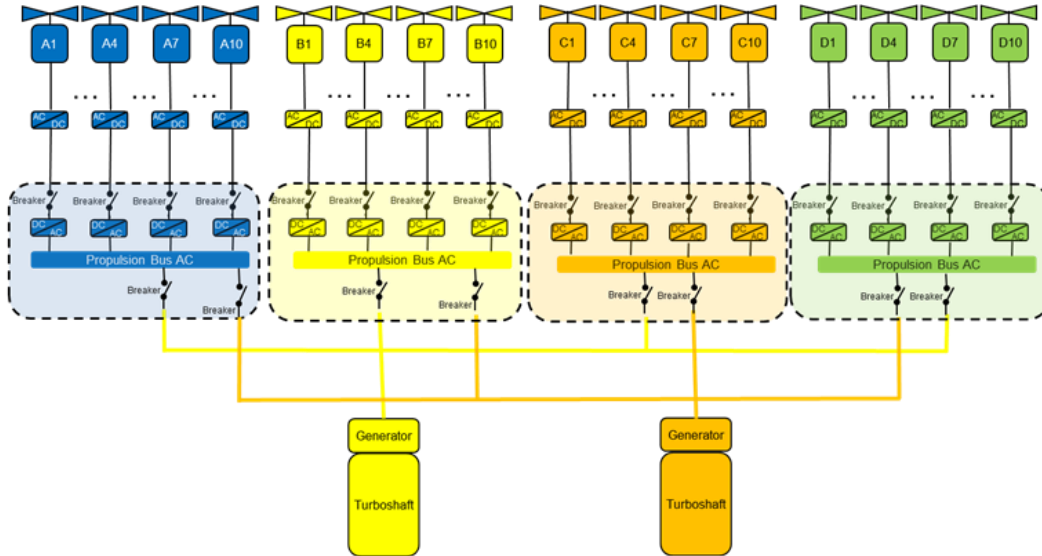 A1 A4 A7 A10 B1 B4 B7 B10 C1 C4 C7 C10 D1 D4 D7 D10
... ... ... ... ... ... ... ... ... ... ... ...
AC DC AC DC AC DC AC DC AC DC AC DC AC DC AC DC AC DC AC DC AC DC AC DC AC DC AC DC AC DC AC DC
Breaker Breaker Breaker Breaker Breaker Breaker Breaker Breaker Breaker Breaker Breaker Breaker Breaker Breaker Breaker Breaker
DC AC DC AC DC AC DC AC DC AC DC AC DC AC DC AC DC AC DC AC DC AC DC AC DC AC DC AC DC AC DC AC
Propulsion Bus AC Propulsion Bus AC Propulsion Bus AC Propulsion Bus AC
Breaker Breaker Breaker Breaker Breaker Breaker Breaker Breaker
Generator Generator
Turboshaft Turboshaft